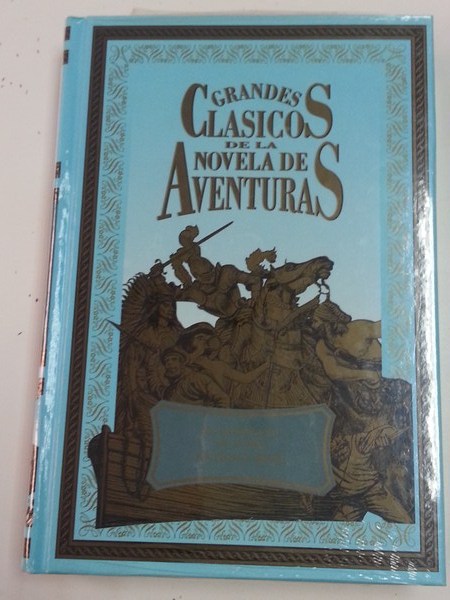 GRANDES
CLASICOS
DE LA
NOVELA DE
AVENTURAS